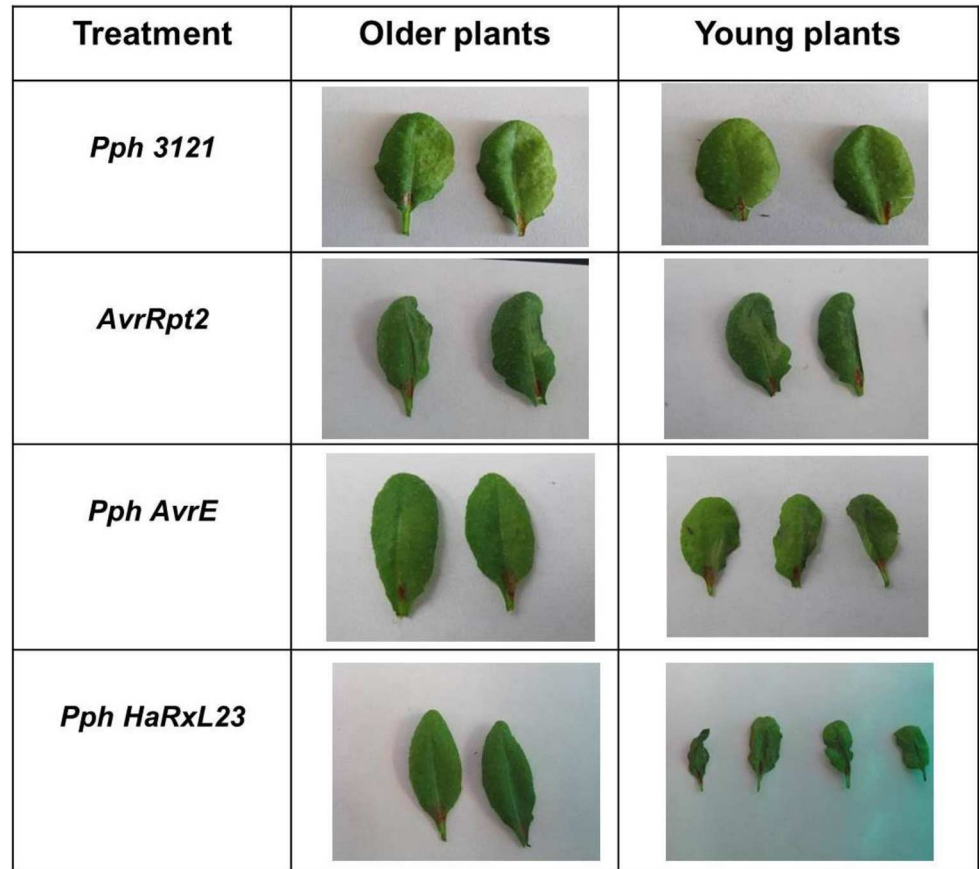 Treatment Older plants Young plants
Pph 3121
AvrRpt2
Pph AvrE
Pph HaRxL23